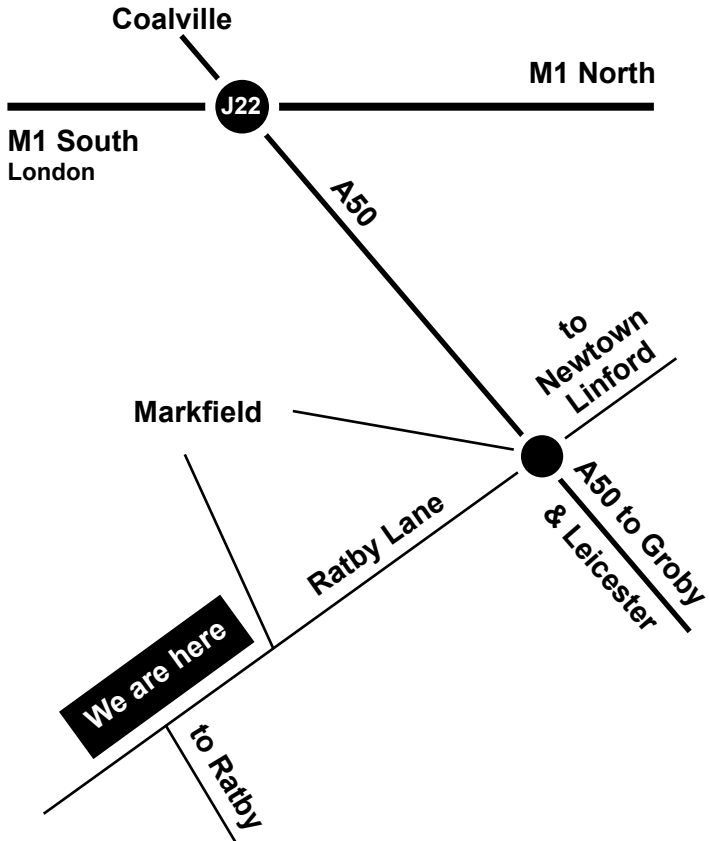 Coalville
M1 North
J22
M1 South
London
A50
to
Newtown
Linford
Markfield
A50 to Groby
& Leicester
Ratby Lane
We are here
to Ratby